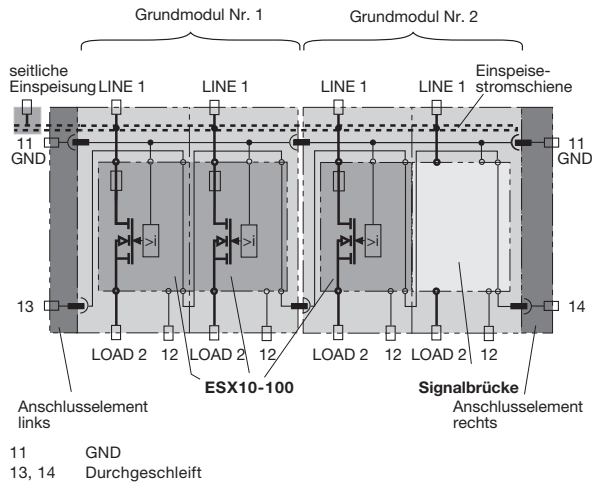 Grundmodul Nr. 1 Grundmodul Nr. 2
seitliche
Einspeisung
LINE 1 LINE 1 LINE 1 LINE 1
Einspeise-
stromschiene
11
GND
11
GND
>i. >i. >i.
13 14
LOAD 2 12 LOAD 2 12 LOAD 2 12 LOAD 2 12
ESX10-100
Signalbrücke
Anschlusselement
links
Anschlusselement
rechts
11 GND
13, 14 Durchgeschleift